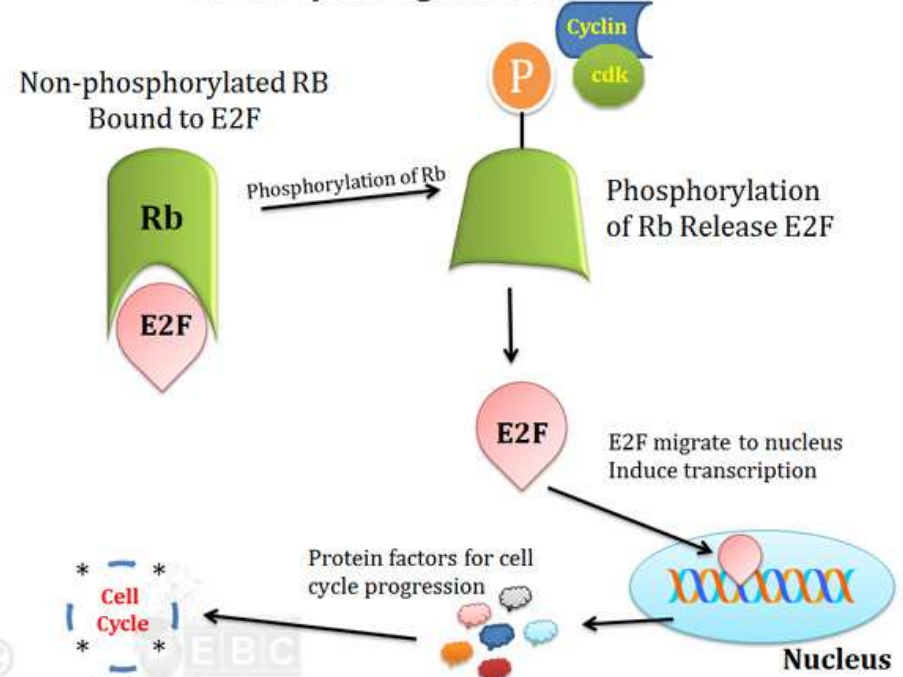 Cyclin
cdk
P
Non-phosphorylated RB
Bound to E2F
Phosphorylation of Rb
Rb
E2F
Phosphorylation
of Rb Release E2F
E2F
E2F migrate to nucleus
Induce transcription
Protein factors for cell
cycle progression
* *
Cell
Cycle
* *
EBC
Nucleus